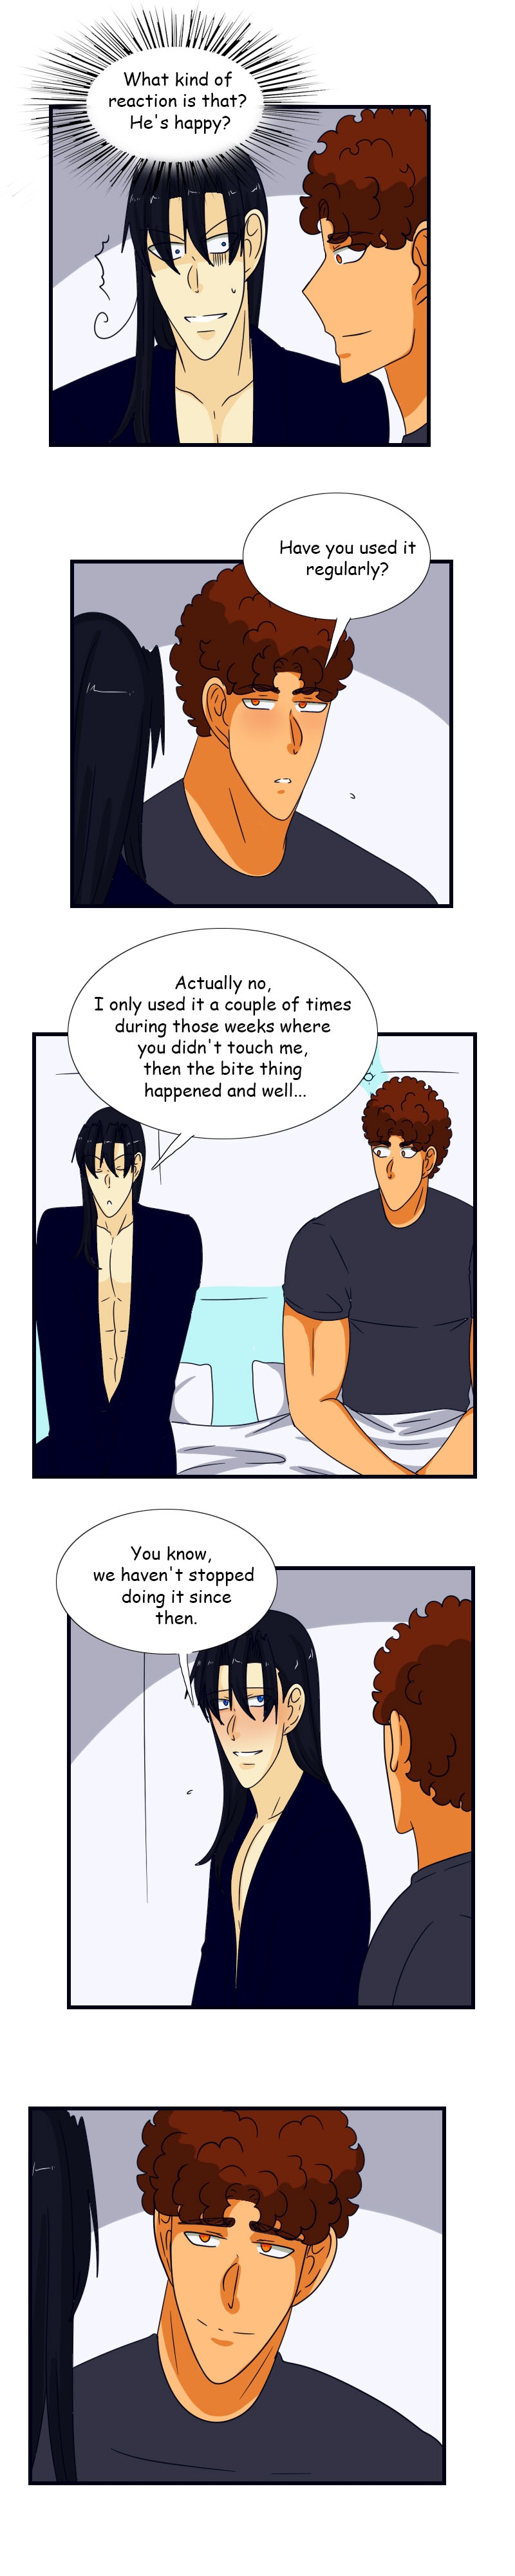 What kind of
reaction is that?
He's happy?
Have you used it
regularly?
Actually no,
I only used it a couple of times
during those weeks where
you didn't touch me,
then the bite thing
happened and well...
You know,
we haven't stopped
doing it since
then.